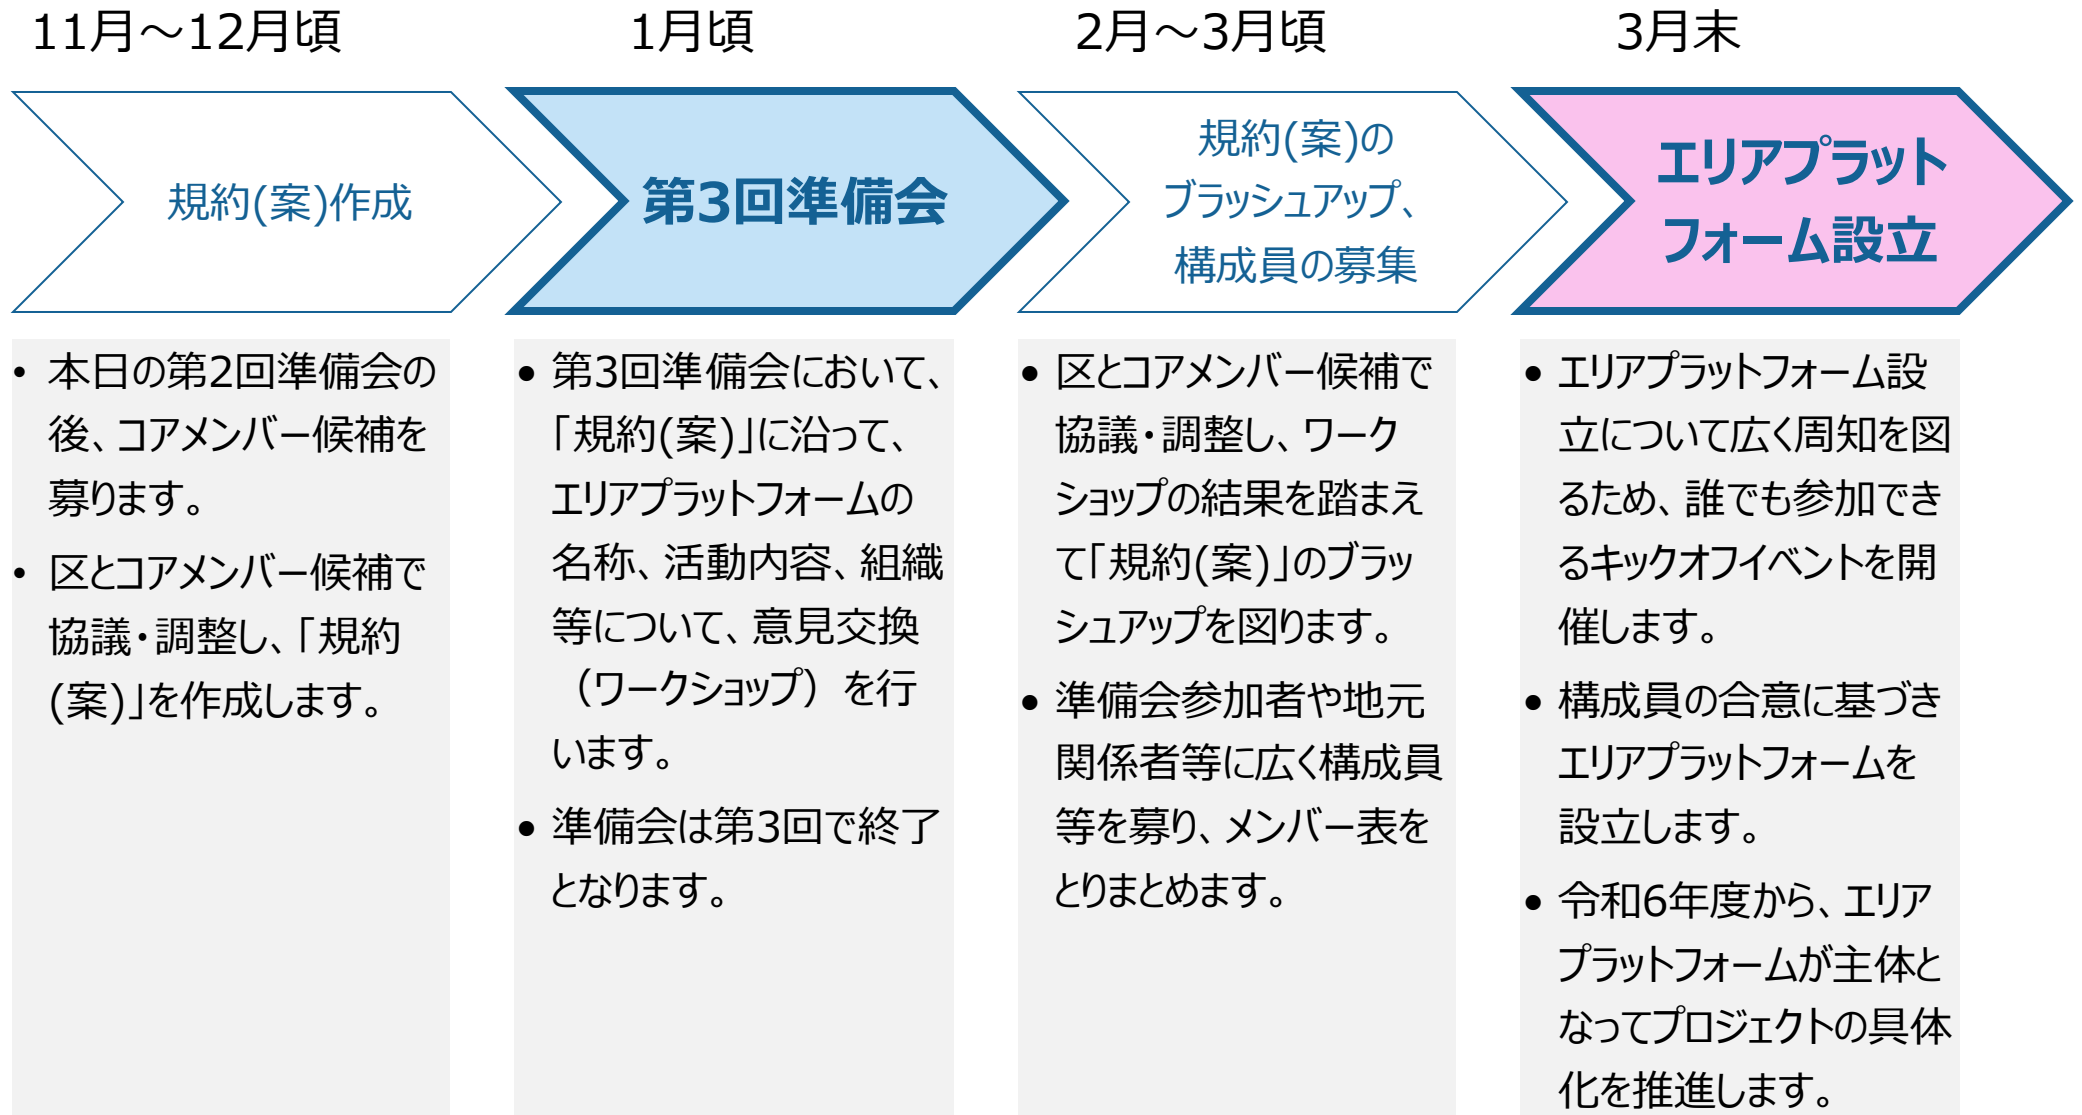 11月～12月頃
1月頃
2月～3月頃
3月末
規約(案)作成
第3回準備会
規約(案)の
ブラッシュアップ、
構成員の募集
エリアプラット
フォーム設立
• 本日の第2回準備会の
後、コアメンバー候補を
募ります。
• 区とコアメンバー候補で
協議・調整し、「規約
(案)」を作成します。
• 第3回準備会において、
「規約(案)」に沿って、
エリアプラットフォームの
名称、活動内容、組織
等について、意見交換
（ワークショップ）を行
います。
• 準備会は第3回で終了
となります。
• 区とコアメンバー候補で
協議・調整し、ワーク
ショップの結果を踏まえ
て「規約(案)」のブラッ
シュアップを図ります。
• 準備会参加者や地元
関係者等に広く構成員
等を募り、メンバー表を
とりまとめます。
• エリアプラットフォーム設
立について広く周知を図
るため、誰でも参加でき
るキックオフイベントを開
催します。
• 構成員の合意に基づき
エリアプラットフォームを
設立します。
• 令和6年度から、エリア
プラットフォームが主体と
なってプロジェクトの具体
化を推進します。